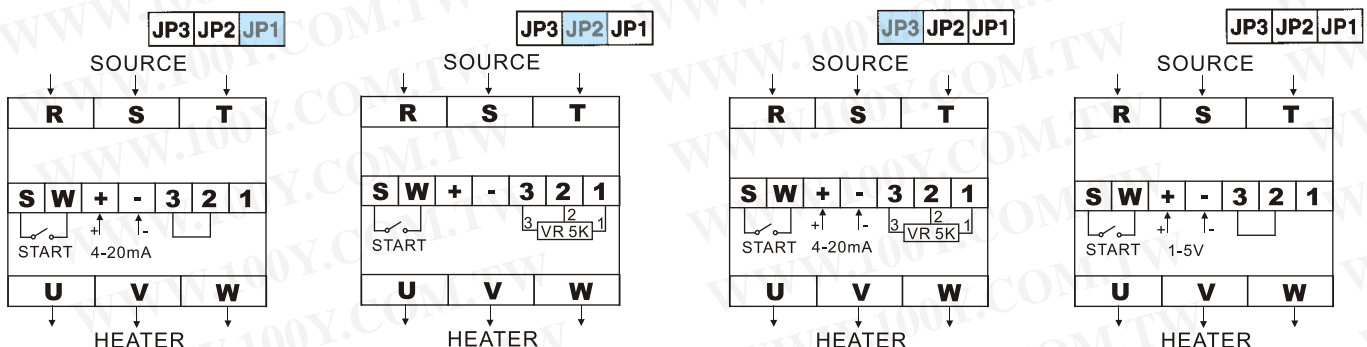 JP3 JP2 JP1
SOURCE
R S T
S W + - 3 2 1
+ -
START 4-20mA
U V W
HEATER
JP3 JP2 JP1
SOURCE
R S T
S W + - 3 2 1
3 2 1
VR 5K
START
U V W
HEATER
JP3 JP2 JP1
SOURCE
R S T
S W + - 3 2 1
+ - 3 2 1
VR 5K
START 4-20mA
U V W
HEATER
JP3 JP2 JP1
SOURCE
R S T
S W + - 3 2 1
+ -
START 1-5V
U V W
HEATER
WWW.100Y.COM.TW